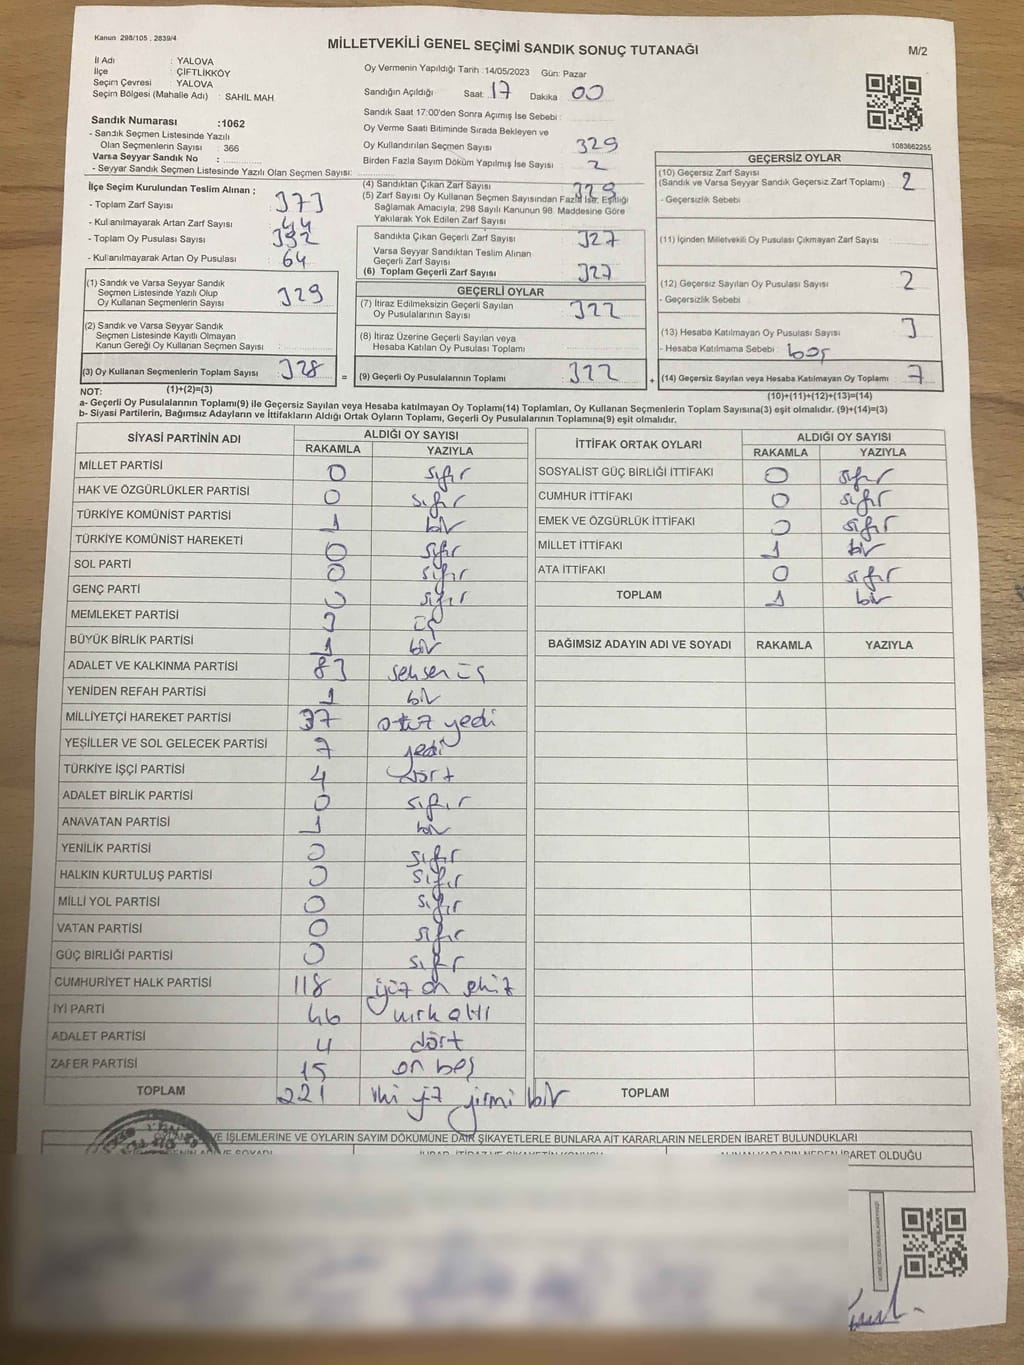 Kanun 298/105 , 2839/4
MİLLETVEKİLİ GENEL SEÇİMİ SANDIK SONUÇ TUTANAĞI
M/2
İl Adı : YALOVA
İlçe : ÇİFTLİKKÖY
Seçim Çevresi : YALOVA
Seçim Bölgesi (Mahalle Adı) : SAHİL MAH.
Sandık Numarası :1062
- Sandık Seçmen Listesinde Yazılı
Olan Seçmenlerin Sayısı : 366
Varsa Seyyar Sandık No :
- Seyyar Sandık Seçmen Listesinde Yazılı Olan Seçmen Sayısı:
Oy Vermenin Yapıldığı Tarih :14/05/2023 Gün: Pazar
Sandığın Açıldığı Saat: 17 Dakika 00
Sandık Saat 17:00'den Sonra Açımış İse Sebebi :
Oy Verme Saati Bitiminde Sırada Bekleyen ve
Oy Kullandırılan Seçmen Sayısı 329
Birden Fazla Sayım Döküm Yapılmış İse Sayısı 2
1083662255
İlçe Seçim Kurulundan Teslim Alınan ;
- Toplam Zarf Sayısı : 373
- Kullanılmayarak Artan Zarf Sayısı : 44
- Toplam Oy Pusulası Sayısı : 392
- Kullanılmayarak Artan Oy Pusulası : 64
(1) Sandık ve Varsa Seyyar Sandık
Seçmen Listesinde Yazılı Olup
Oy Kullanan Seçmenlerin Sayısı : 329
(2) Sandık ve Varsa Seyyar Sandık
Seçmen Listesinde Kayıtlı Olmayan
Kanun Gereği Oy Kullanan Seçmen Sayısı :
(3) Oy Kullanan Seçmenlerin Toplam Sayısı : 328
(1)+(2)=(3)
(4) Sandıktan Çıkan Zarf Sayısı 329
(5) Zarf Sayısı Oy Kullanan Seçmen Sayısından Fazla İse, Eşitliği
Sağlamak Amacıyla, 298 Sayılı Kanunun 98. Maddesine Göre
Yakılarak Yok Edilen Zarf Sayısı
Sandıkta Çıkan Geçerli Zarf Sayısı : 327
Varsa Seyyar Sandıktan Teslim Alınan
Geçerli Zarf Sayısı
(6) Toplam Geçerli Zarf Sayısı : 327
GEÇERLİ OYLAR
(7) İtiraz Edilmeksizin Geçerli Sayılan
Oy Pusulalarının Sayısı : 322
(8) İtiraz Üzerine Geçerli Sayılan veya
Hesaba Katılan Oy Pusulası Toplamı :
= (9) Geçerli Oy Pusulalarının Toplamı : 322
GEÇERSİZ OYLAR
(10) Geçersiz Zarf Sayısı
(Sandık ve Varsa Seyyar Sandık Geçersiz Zarf Toplamı) : 2
- Geçersizlik Sebebi
(11) İçinden Milletvekili Oy Pusulası Çıkmayan Zarf Sayısı :
(12) Geçersiz Sayılan Oy Pusulası Sayısı : 2
- Geçersizlik Sebebi
(13) Hesaba Katılmayan Oy Pusulası Sayısı : 3
- Hesaba Katılmama Sebebi : boş
+ (14) Geçersiz Sayılan veya Hesaba Katılmayan Oy Toplamı : 7
(10)+(11)+(12)+(13)=(14)
NOT:
a- Geçerli Oy Pusulalarının Toplamı(9) ile Geçersiz Sayılan veya Hesaba katılmayan Oy Toplamı(14) Toplamları, Oy Kullanan Seçmenlerin Toplam Sayısına(3) eşit olmalıdır. (9)+(14)=(3)
b- Siyasi Partilerin, Bağımsız Adayların ve İttifakların Aldığı Ortak Oyların Toplamı, Geçerli Oy Pusulalarının Toplamına(9) eşit olmalıdır.
SİYASİ PARTİNİN ADI ALDIĞI OY SAYISI
RAKAMLA YAZIYLA
MİLLET PARTİSİ 0 sıfır
HAK VE ÖZGÜRLÜKLER PARTİSİ 0 sıfır
TÜRKİYE KOMÜNİST PARTİSİ 1 bir
TÜRKİYE KOMÜNİST HAREKETİ 0 sıfır
SOL PARTİ 0 sıfır
GENÇ PARTİ 0 sıfır
MEMLEKET PARTİSİ 3 üç
BÜYÜK BİRLİK PARTİSİ 1 bir
ADALET VE KALKINMA PARTİSİ 83 seksen üç
YENİDEN REFAH PARTİSİ 1 bir
MİLLİYETÇİ HAREKET PARTİSİ 37 otuz yedi
YEŞİLLER VE SOL GELECEK PARTİSİ 7 yedi
TÜRKİYE İŞÇİ PARTİSİ 4 dört
ADALET BİRLİK PARTİSİ 0 sıfır
ANAVATAN PARTİSİ 1 bir
YENİLİK PARTİSİ 0 sıfır
HALKIN KURTULUŞ PARTİSİ 0 sıfır
MİLLİ YOL PARTİSİ 0 sıfır
VATAN PARTİSİ 0 sıfır
GÜÇ BİRLİĞİ PARTİSİ 0 sıfır
CUMHURİYET HALK PARTİSİ 118 yüz on sekiz
İYİ PARTİ 46 kırk altı
ADALET PARTİSİ 4 dört
ZAFER PARTİSİ 15 on beş
TOPLAM 221 iki yüz yirmi bir
İTTİFAK ORTAK OYLARI ALDIĞI OY SAYISI
RAKAMLA YAZIYLA
SOSYALİST GÜÇ BİRLİĞİ İTTİFAKI 0 sıfır
CUMHUR İTTİFAKI 0 sıfır
EMEK VE ÖZGÜRLÜK İTTİFAKI 0 sıfır
MİLLET İTTİFAKI 1 bir
ATA İTTİFAKI 0 sıfır
TOPLAM 1 bir
BAĞIMSIZ ADAYIN ADI VE SOYADI RAKAMLA YAZIYLA
TOPLAM
VE İŞLEMLERİNE VE OYLARIN SAYIM DÖKÜMÜNE DAİR ŞİKAYETLERLE BUNLARA AİT KARARLARIN NELERDEN İBARET BULUNDUKLARI
İBARET OLDUĞU